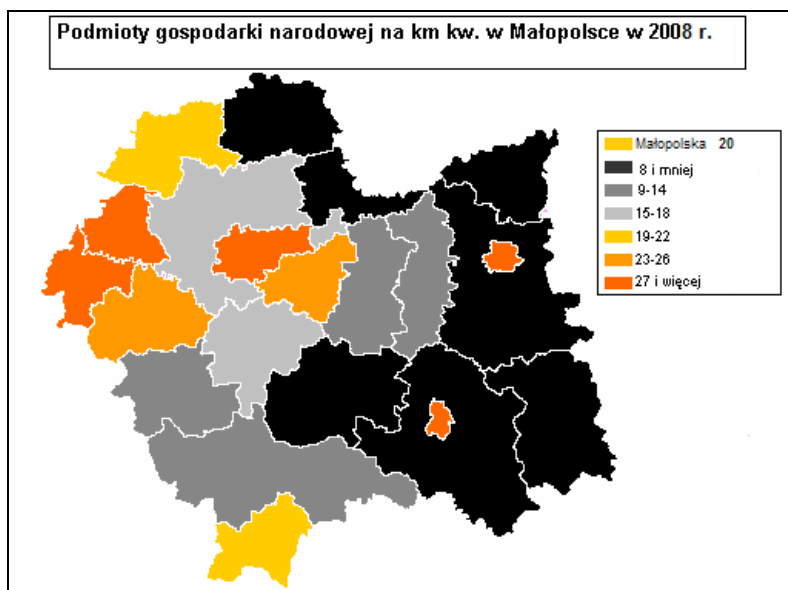 Podmioty gospodarki narodowej na km kw. w Małopolsce w 2008 r.
Małopolska 20
8 i mniej
9-14
15-18
19-22
23-26
27 i więcej